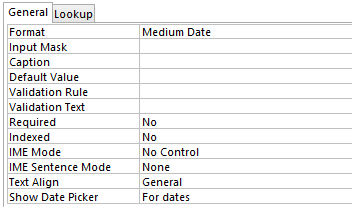 General Lookup
Format Medium Date
Input Mask
Caption
Default Value
Validation Rule
Validation Text
Required No
Indexed No
IME Mode No Control
IME Sentence Mode None
Text Align General
Show Date Picker For dates